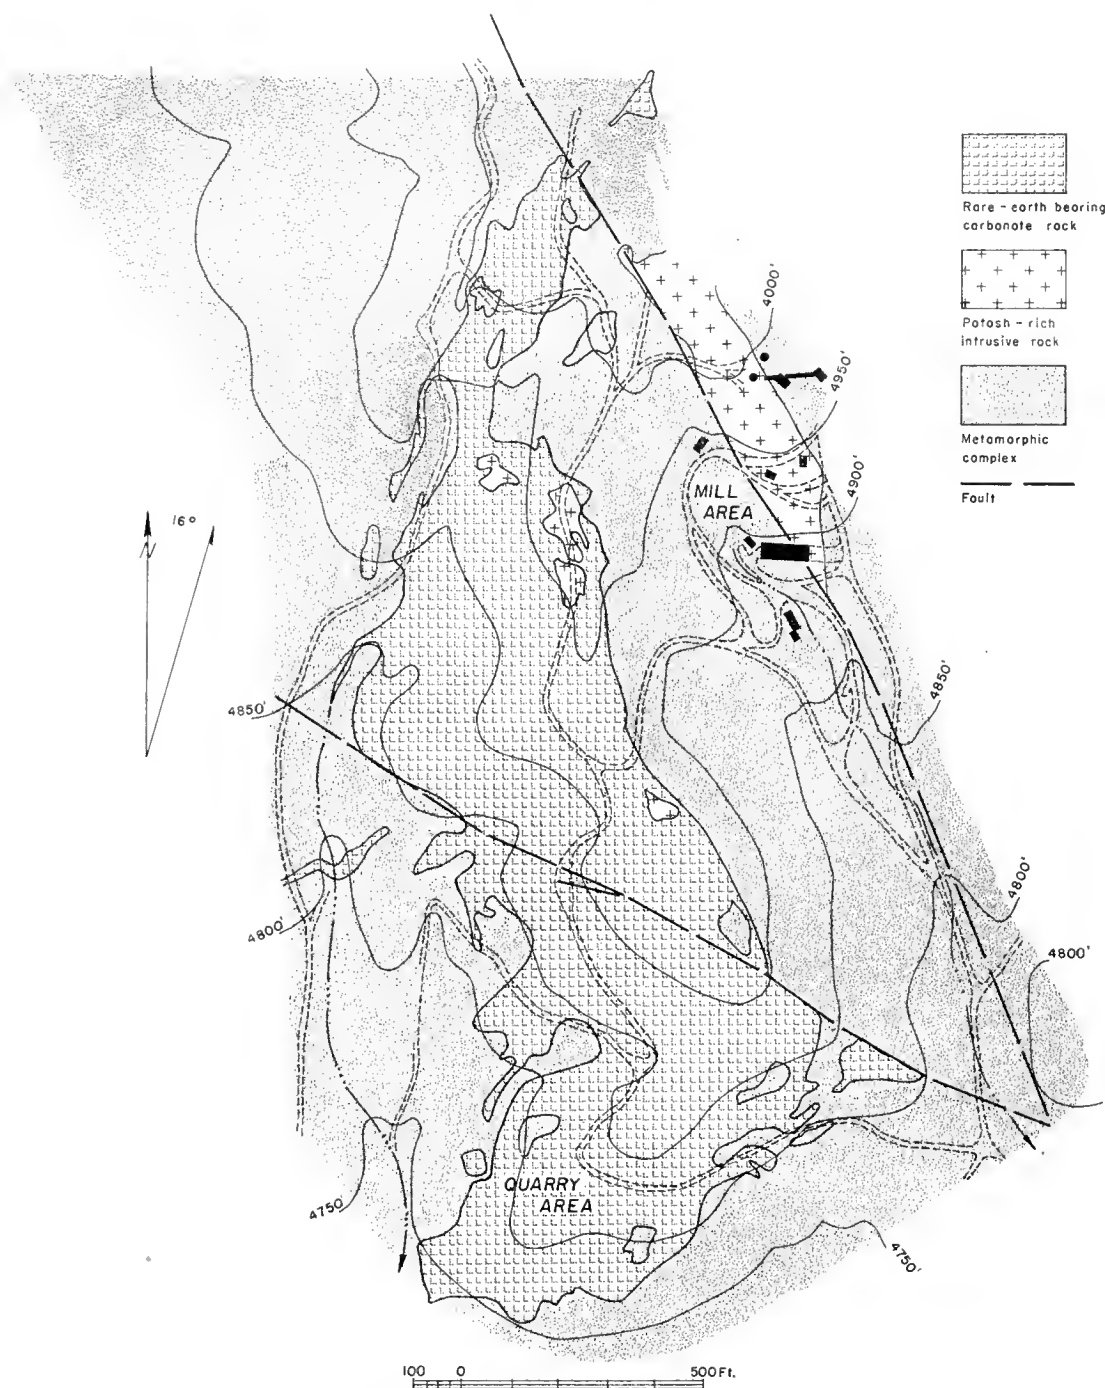 Rare-earth bearing
carbonate rock
Potash-rich
intrusive rock
Metamorphic
complex
Fault
4000'
4950'
4900'
MILL
AREA
16°
N
4850'
4850'
4800'
4800'
4800'
QUARRY
AREA
4750
4750'
100 0 500 Ft.